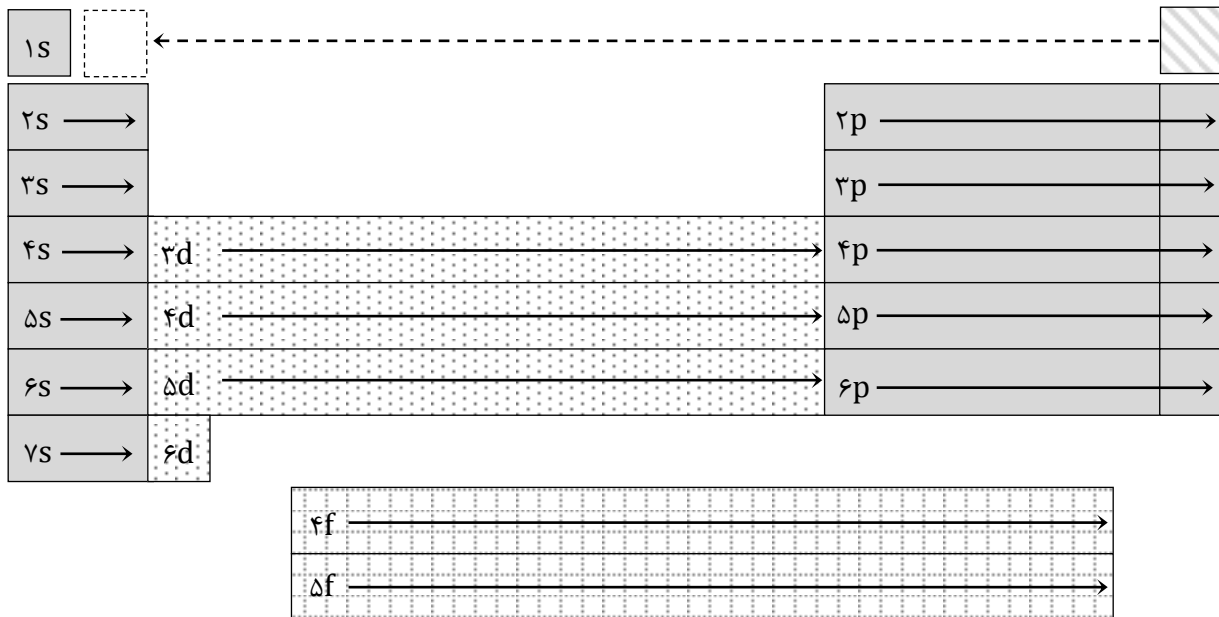 ۱s
۲s ۲p
۳s ۳p
۴s ۳d ۴p
۵s ۴d ۵p
۶s ۵d ۶p
۷s ۶d
۴f
۵f